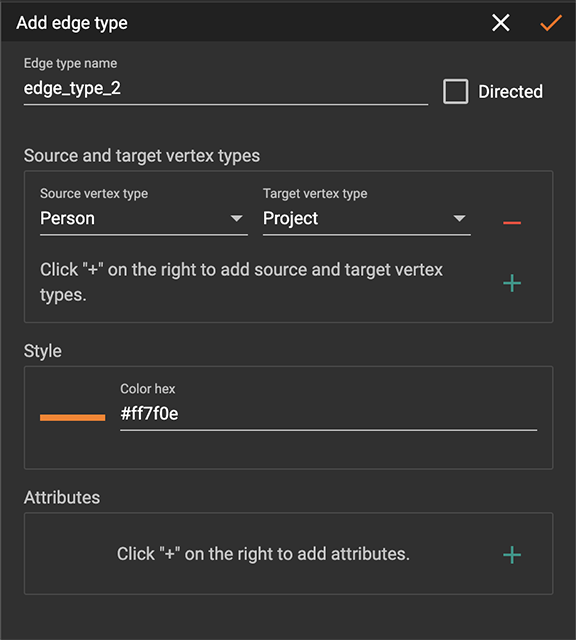 Add edge type
Edge type name
edge_type_2
Directed
Source and target vertex types
Source vertex type
Target vertex type
Person
Project
Click "+" on the right to add source and target vertex
types.
Style
Color hex
#ff7f0e
Attributes
Click "+" on the right to add attributes.